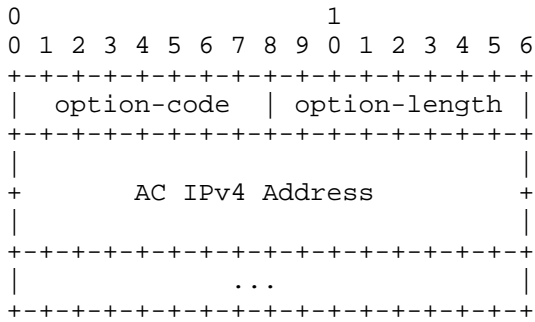 0                   1
0 1 2 3 4 5 6 7 8 9 0 1 2 3 4 5 6
+-+-+-+-+-+-+-+-+-+-+-+-+-+-+-+-+
|  option-code  | option-length |
+-+-+-+-+-+-+-+-+-+-+-+-+-+-+-+-+
|                               |
+       AC IPv4 Address         +
|                               |
+-+-+-+-+-+-+-+-+-+-+-+-+-+-+-+-+
|             ...               |
+-+-+-+-+-+-+-+-+-+-+-+-+-+-+-+-+